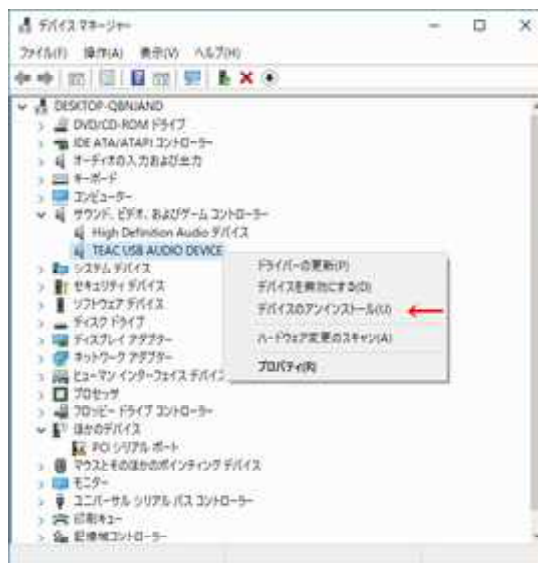 デバイス マネージャー
ファイル(F) 操作(A) 表示(V) ヘルプ(H)
DESKTOP-QBNJAND
DVD/CD-ROM ドライブ
IDE ATA/ATAPI コントローラー
オーディオの入力および出力
キーボード
コンピューター
サウンド、ビデオ、およびゲーム コントローラー
High Definition Audio デバイス
TEAC USB AUDIO DEVICE
システム デバイス
セキュリティ デバイス
ソフトウェア デバイス
ディスク ドライブ
ディスプレイ アダプター
ネットワーク アダプター
ヒューマン インターフェイス デバイス
プロセッサ
フロッピー ドライブ コントローラー
ほかのデバイス
PCI シリアル ポート
マウスとそのほかのポインティング デバイス
モニター
ユニバーサル シリアル バス コントローラー
印刷キュー
記憶域コントローラー
ドライバーの更新(P)
デバイスを無効にする(D)
デバイスのアンインストール(U)
ハードウェア変更のスキャン(A)
プロパティ(R)